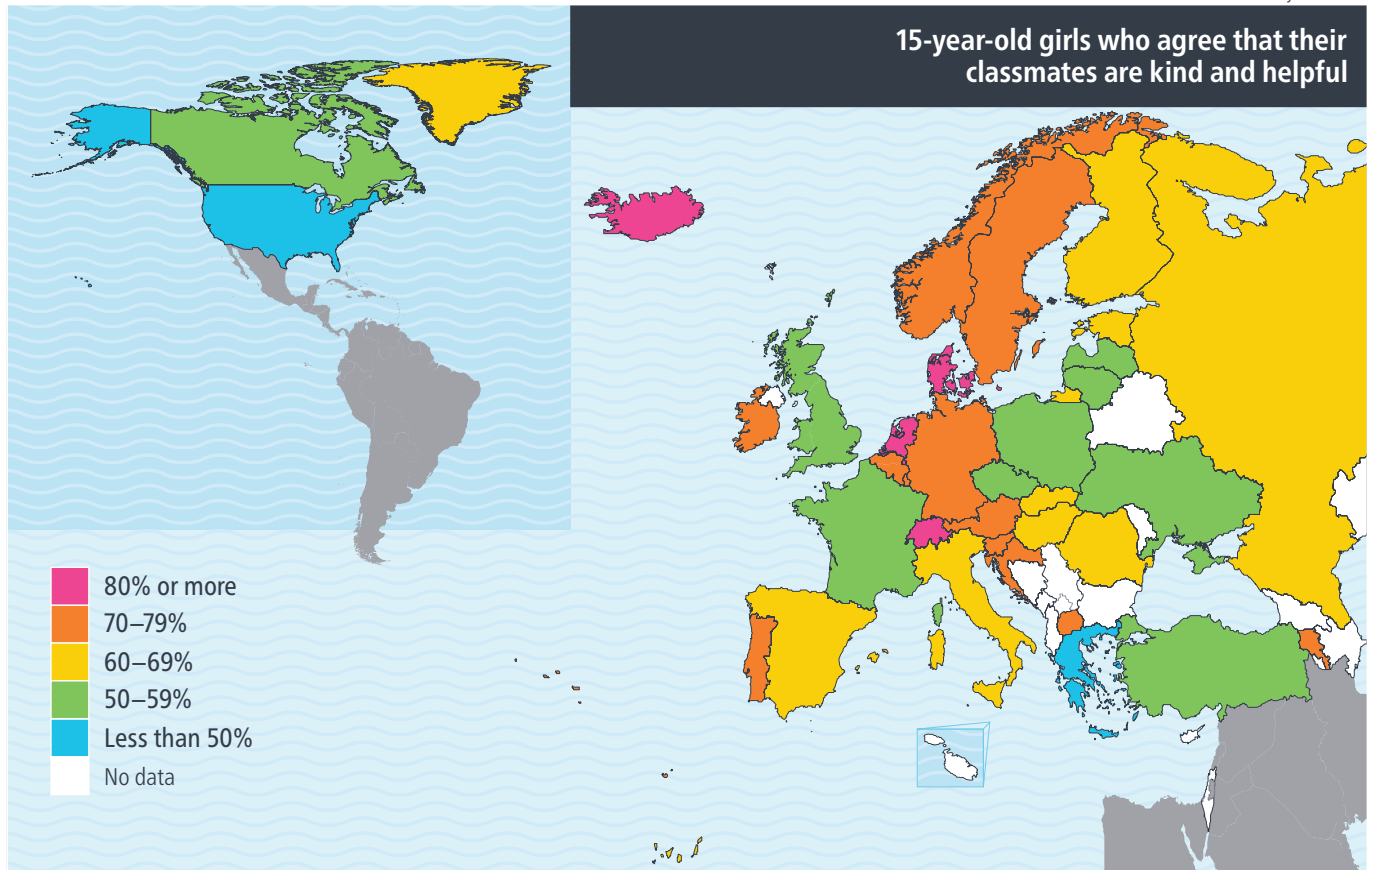 15-year-old girls who agree that their
classmates are kind and helpful
80% or more
70–79%
60–69%
50–59%
Less than 50%
No data